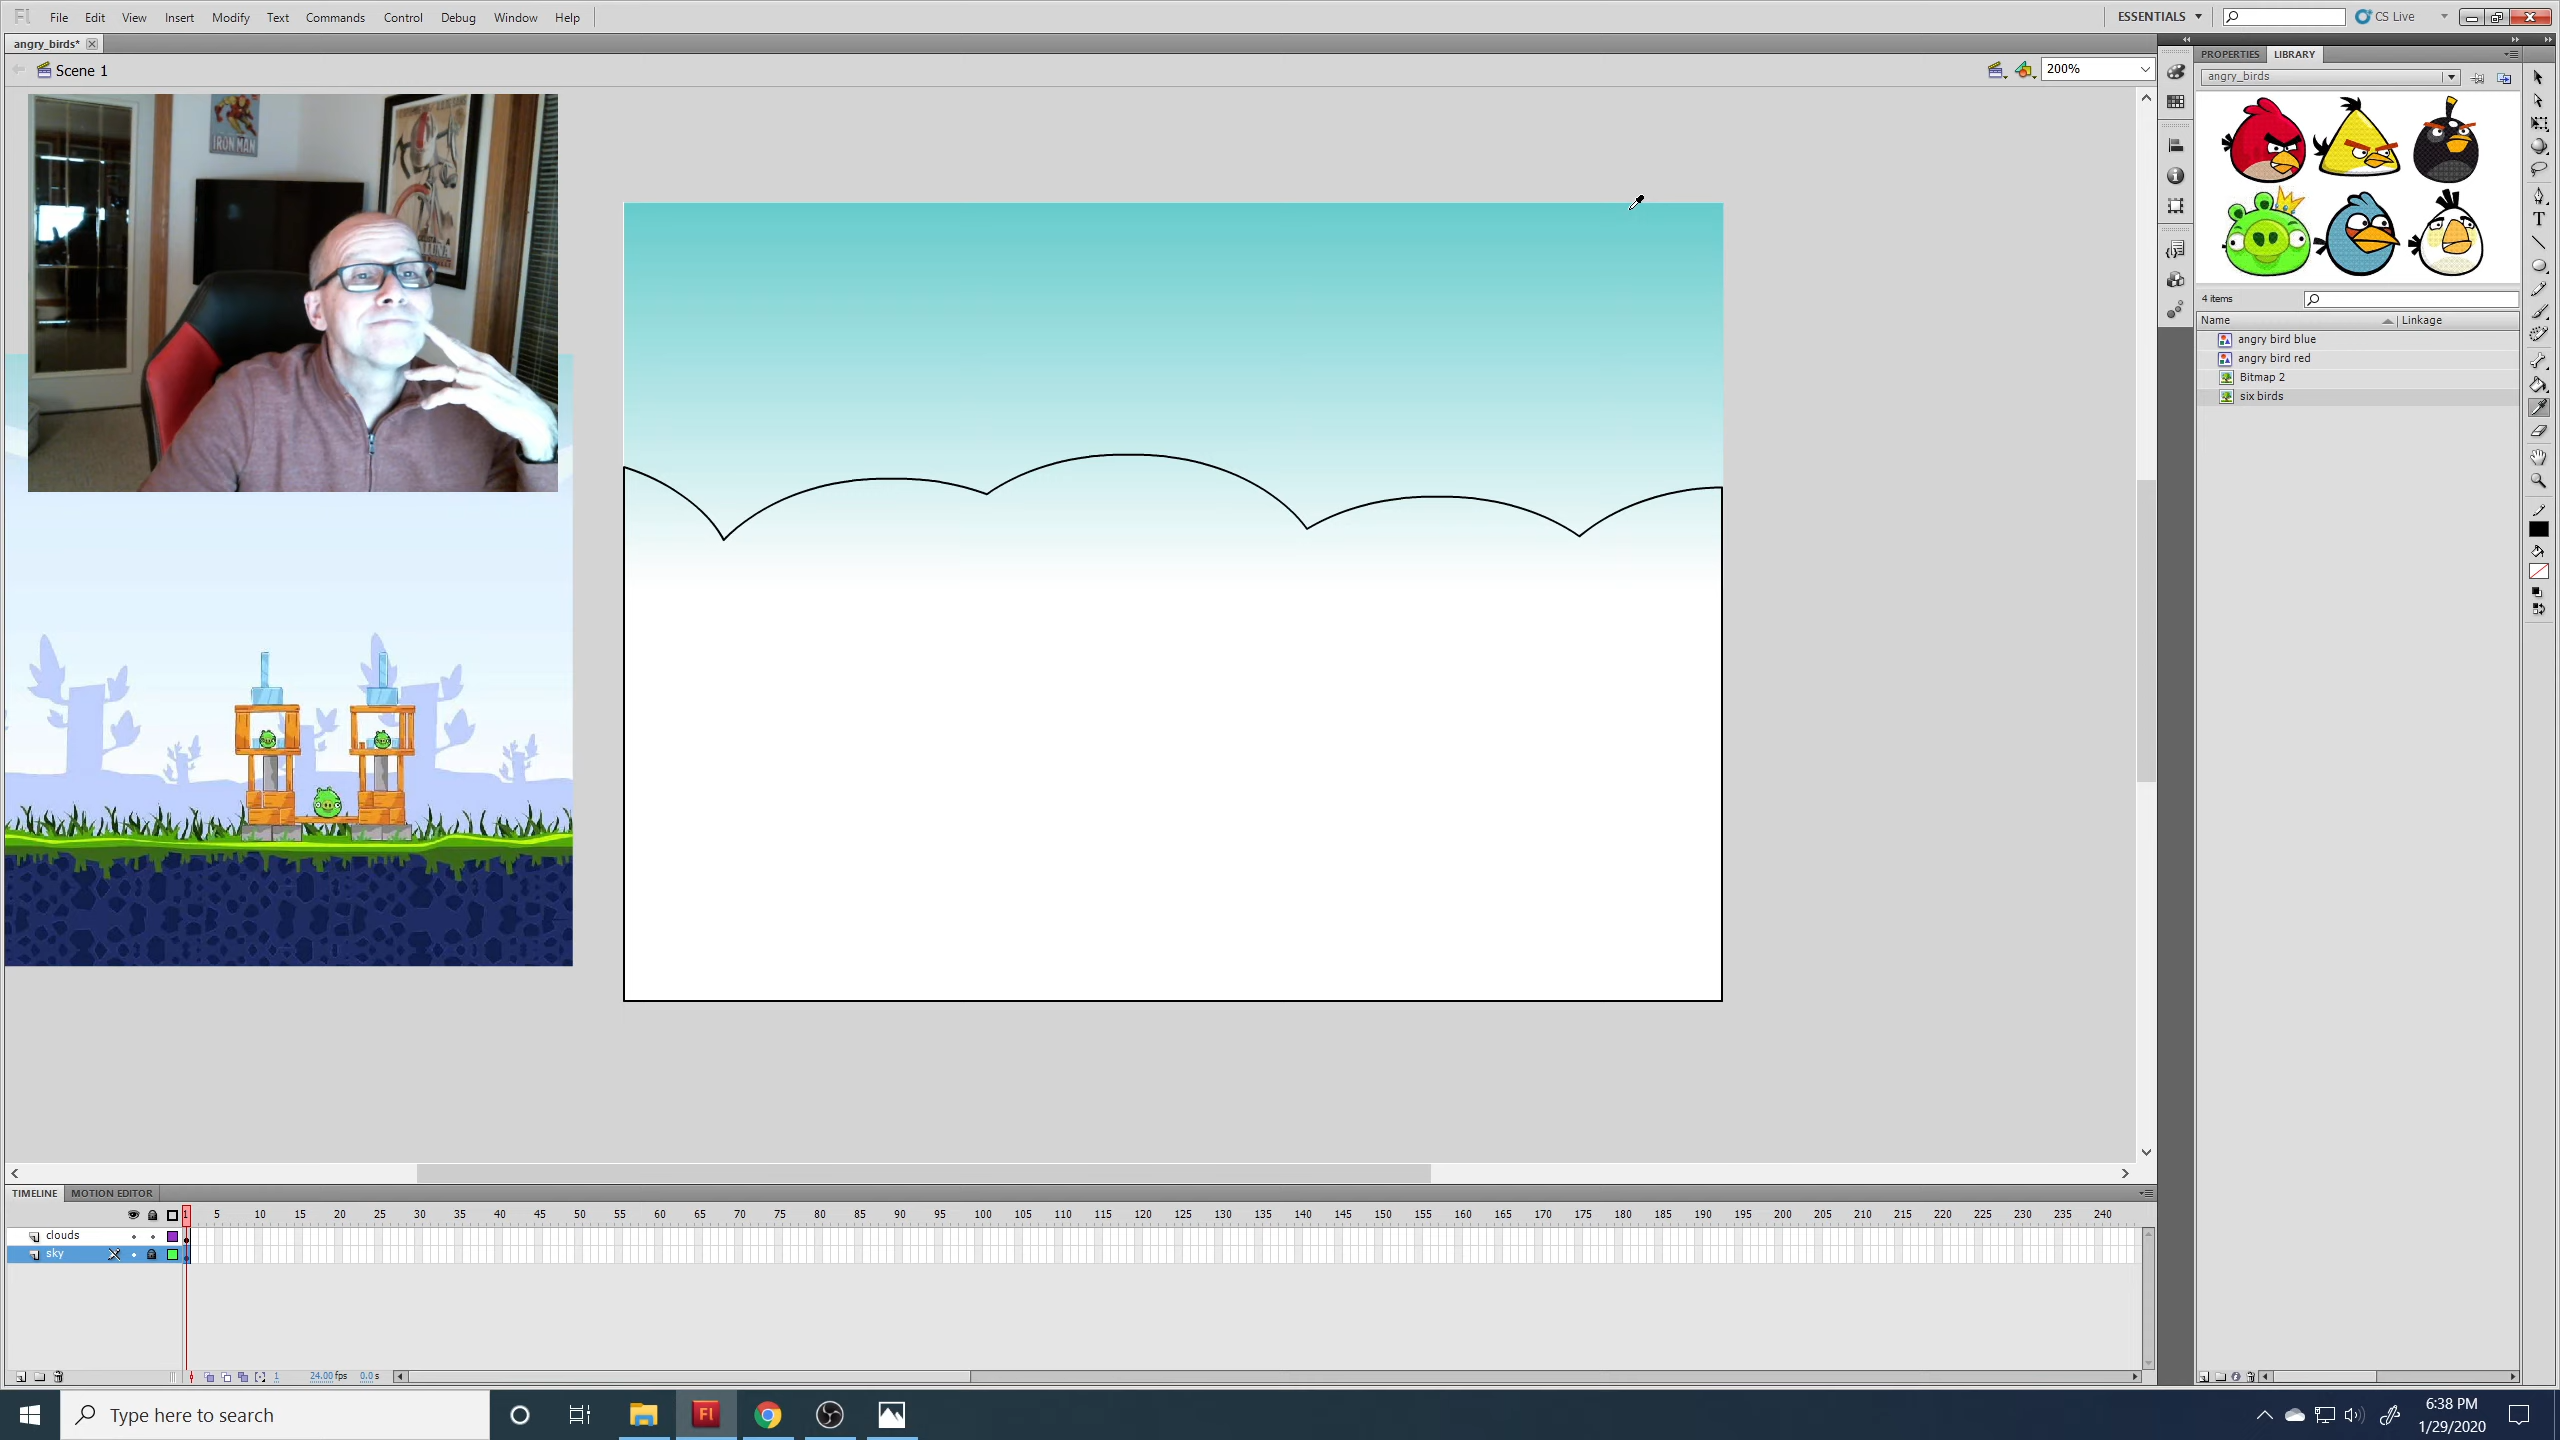 Fl File Edit View Insert Modify Text Commands Control Debug Window Help ESSENTIALS CS Live
angry_birds*
Scene 1 200%
PROPERTIES LIBRARY
angry_birds
IRON MAN
4 items
Name Linkage
angry bird blue
angry bird red
Bitmap 2
six birds
T
TIMELINE MOTION EDITOR
1 5 10 15 20 25 30 35 40 45 50 55 60 65 70 75 80 85 90 95 100 105 110 115 120 125 130 135 140 145 150 155 160 165 170 175 180 185 190 195 200 205 210 215 220 225 230 235 240
clouds
sky
1 24.00 fps 0.0 s
Type here to search
Fl
6:38 PM
1/29/2020